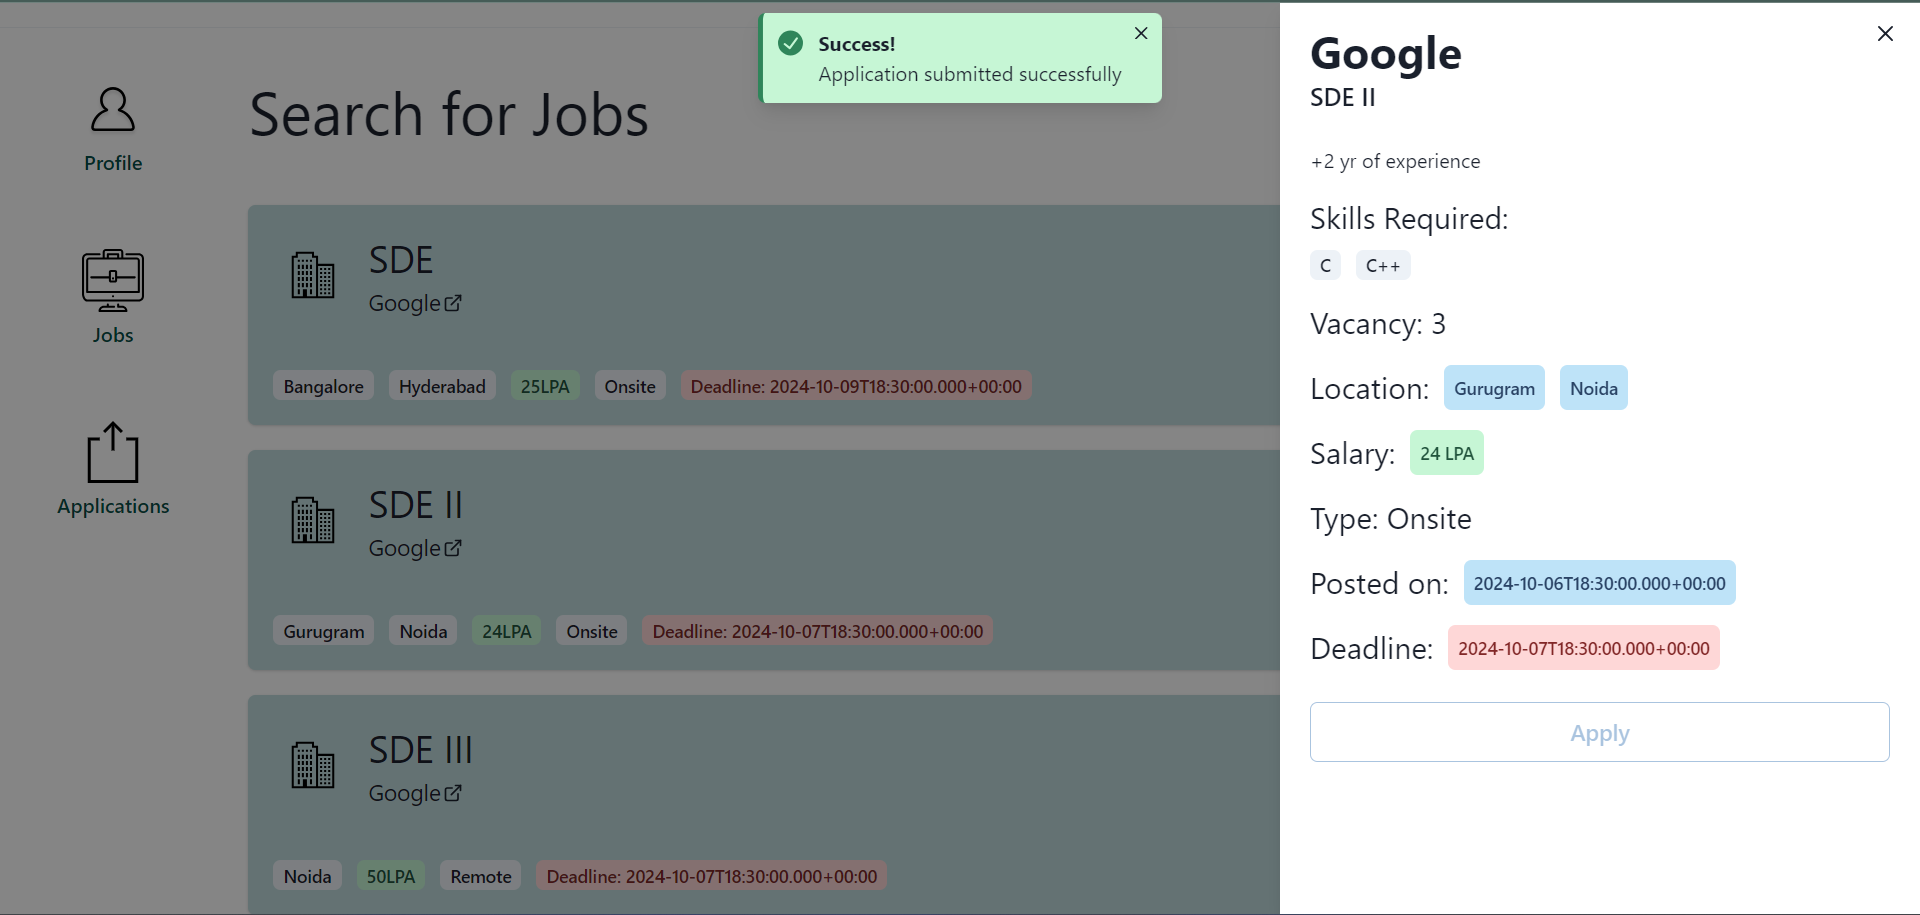 Success!
Application submitted successfully
Profile
Jobs
Applications
Search for Jobs
SDE
Google
Bangalore Hyderabad 25LPA Onsite Deadline: 2024-10-09T18:30:00.000+00:00
SDE II
Google
Gurugram Noida 24LPA Onsite Deadline: 2024-10-07T18:30:00.000+00:00
SDE III
Google
Noida 50LPA Remote Deadline: 2024-10-07T18:30:00.000+00:00
Google
SDE II
+2 yr of experience
Skills Required:
C C++
Vacancy: 3
Location: Gurugram Noida
Salary: 24 LPA
Type: Onsite
Posted on: 2024-10-06T18:30:00.000+00:00
Deadline: 2024-10-07T18:30:00.000+00:00
Apply